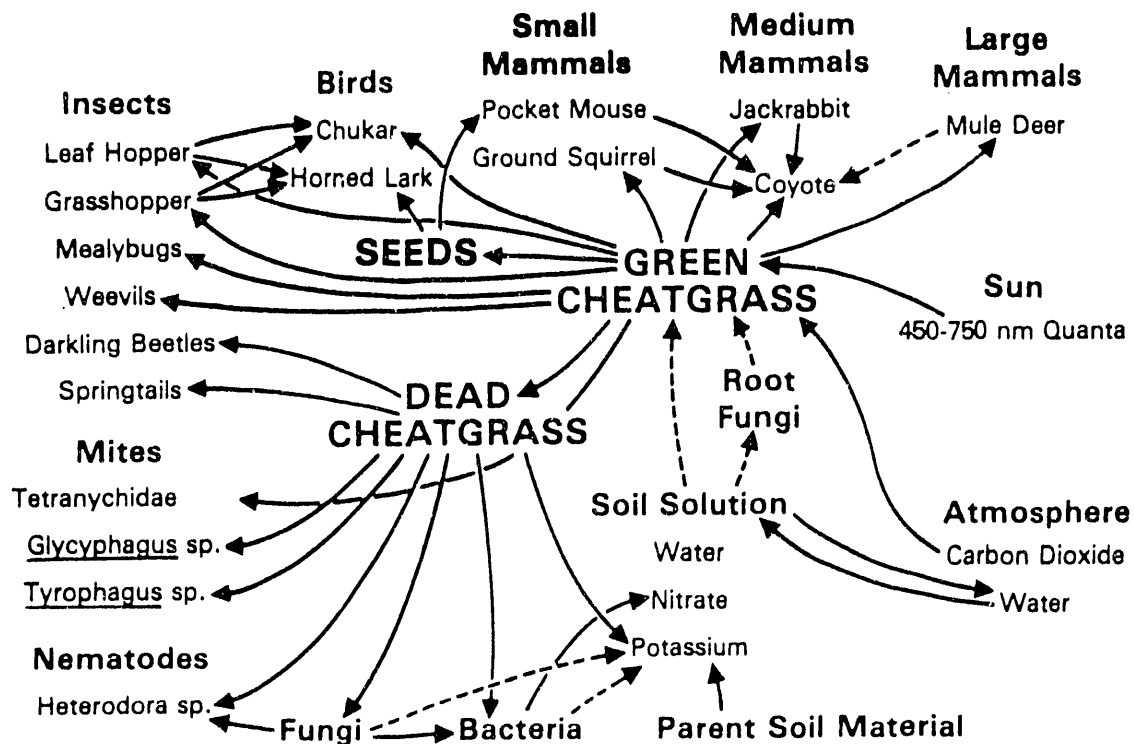 Small
Mammals
Medium
Mammals
Large
Mammals
Insects
Birds
Pocket Mouse
Jackrabbit
Mule Deer
Leaf Hopper
Chukar
Ground Squirrel
Coyote
Grasshopper
Horned Lark
Mealybugs
SEEDS
GREEN
CHEATGRASS
Sun
450-750 nm Quanta
Weevils
Darkling Beetles
Springtails
DEAD
CHEATGRASS
Root
Fungi
Mites
Tetranychidae
Glycyphagus sp.
Tyrophagus sp.
Soil Solution
Water
Nitrate
Potassium
Atmosphere
Carbon Dioxide
Water
Nematodes
Heterodora sp.
Fungi
Bacteria
Parent Soil Material